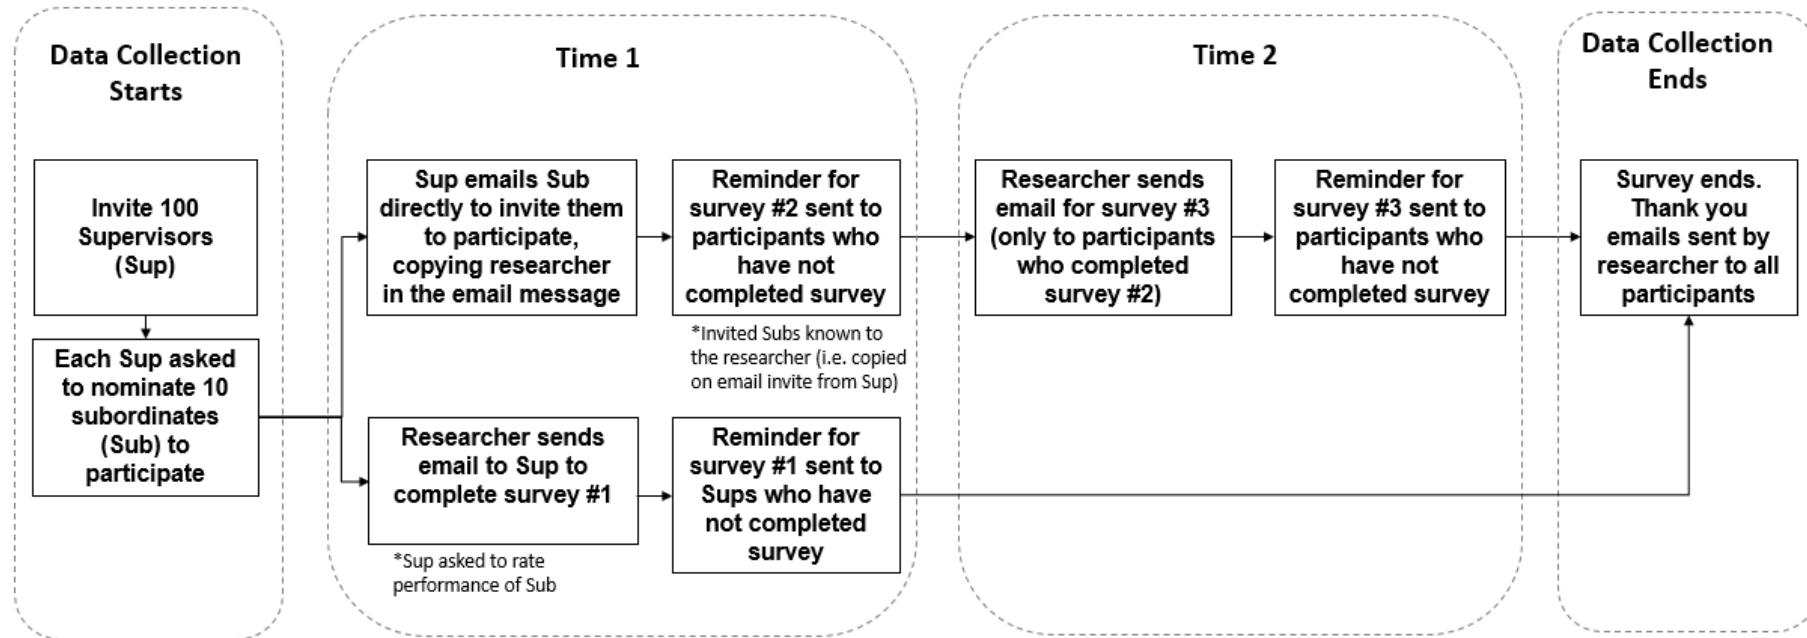 Data Collection
Starts
Invite 100
Supervisors
(Sup)
Each Sup asked
to nominate 10
subordinates
(Sub) to
participate
Time 1
Sup emails Sub
directly to invite them
to participate,
copying researcher
in the email message
Reminder for
survey #2 sent to
participants who
have not
completed survey
*Invited Subs known to
the researcher (i.e. copied
on email invite from Sup)
Researcher sends
email to Sup to
complete survey #1
*Sup asked to rate
performance of Sub
Reminder for
survey #1 sent to
Sups who have
not completed
survey
Time 2
Researcher sends
email for survey #3
(only to participants
who completed
survey #2)
Reminder for
survey #3 sent to
participants who
have not
completed survey
Data Collection
Ends
Survey ends.
Thank you
emails sent by
researcher to all
participants